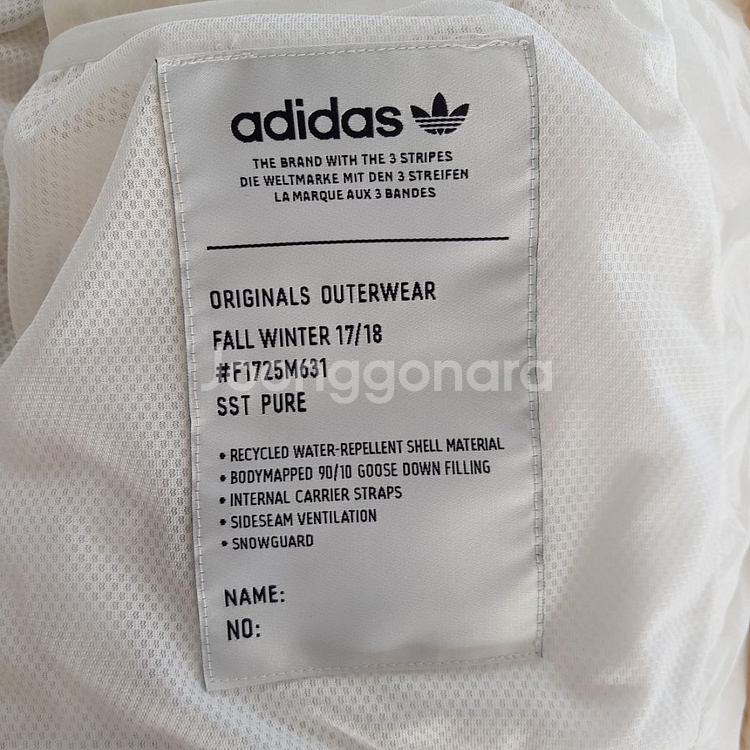 adidas
THE BRAND WITH THE 3 STRIPES
DIE WELTMARKE MIT DEN 3 STREIFEN
LA MARQUE AUX 3 BANDES
ORIGINALS OUTERWEAR
FALL WINTER 17/18
#F1725M631
Joonggonara
SST PURE
• RECYCLED WATER-REPELLENT SHELL MATERIAL
• BODYMAPPED 90/10 GOOSE DOWN FILLING
• INTERNAL CARRIER STRAPS
• SIDESEAM VENTILATION
• SNOWGUARD
NAME:
NO: